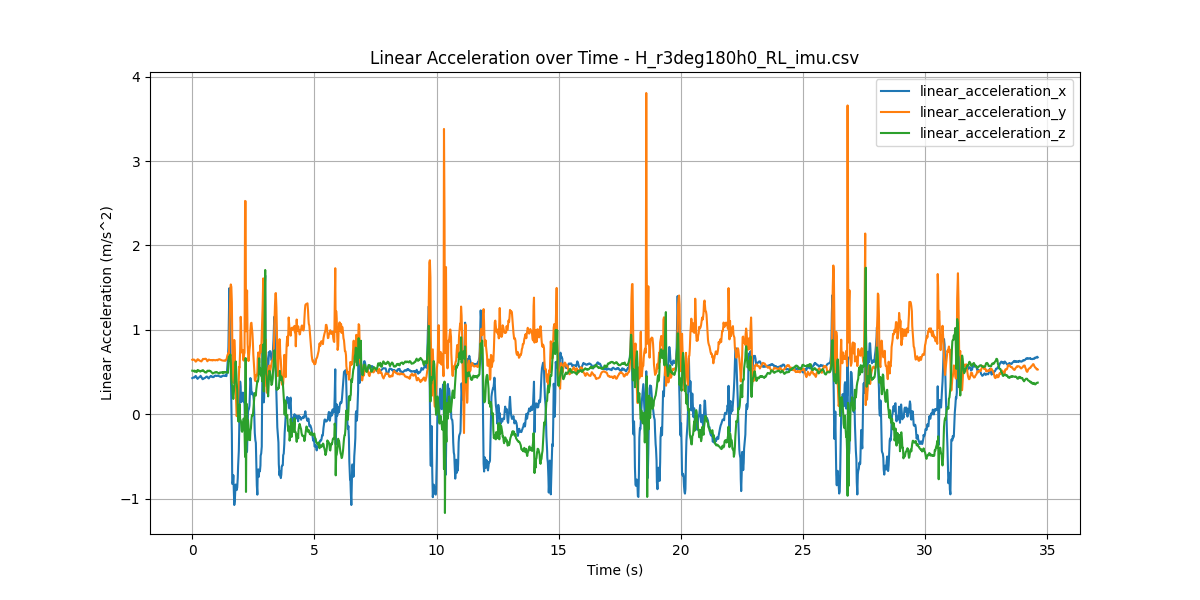 Linear Acceleration over Time - H_r3deg180h0_RL_imu.csv
linear_acceleration_x
linear_acceleration_y
linear_acceleration_z
Linear Acceleration (m/s^2)
4
3
2
1
0
−1
0 5 10 15 20 25 30 35
Time (s)